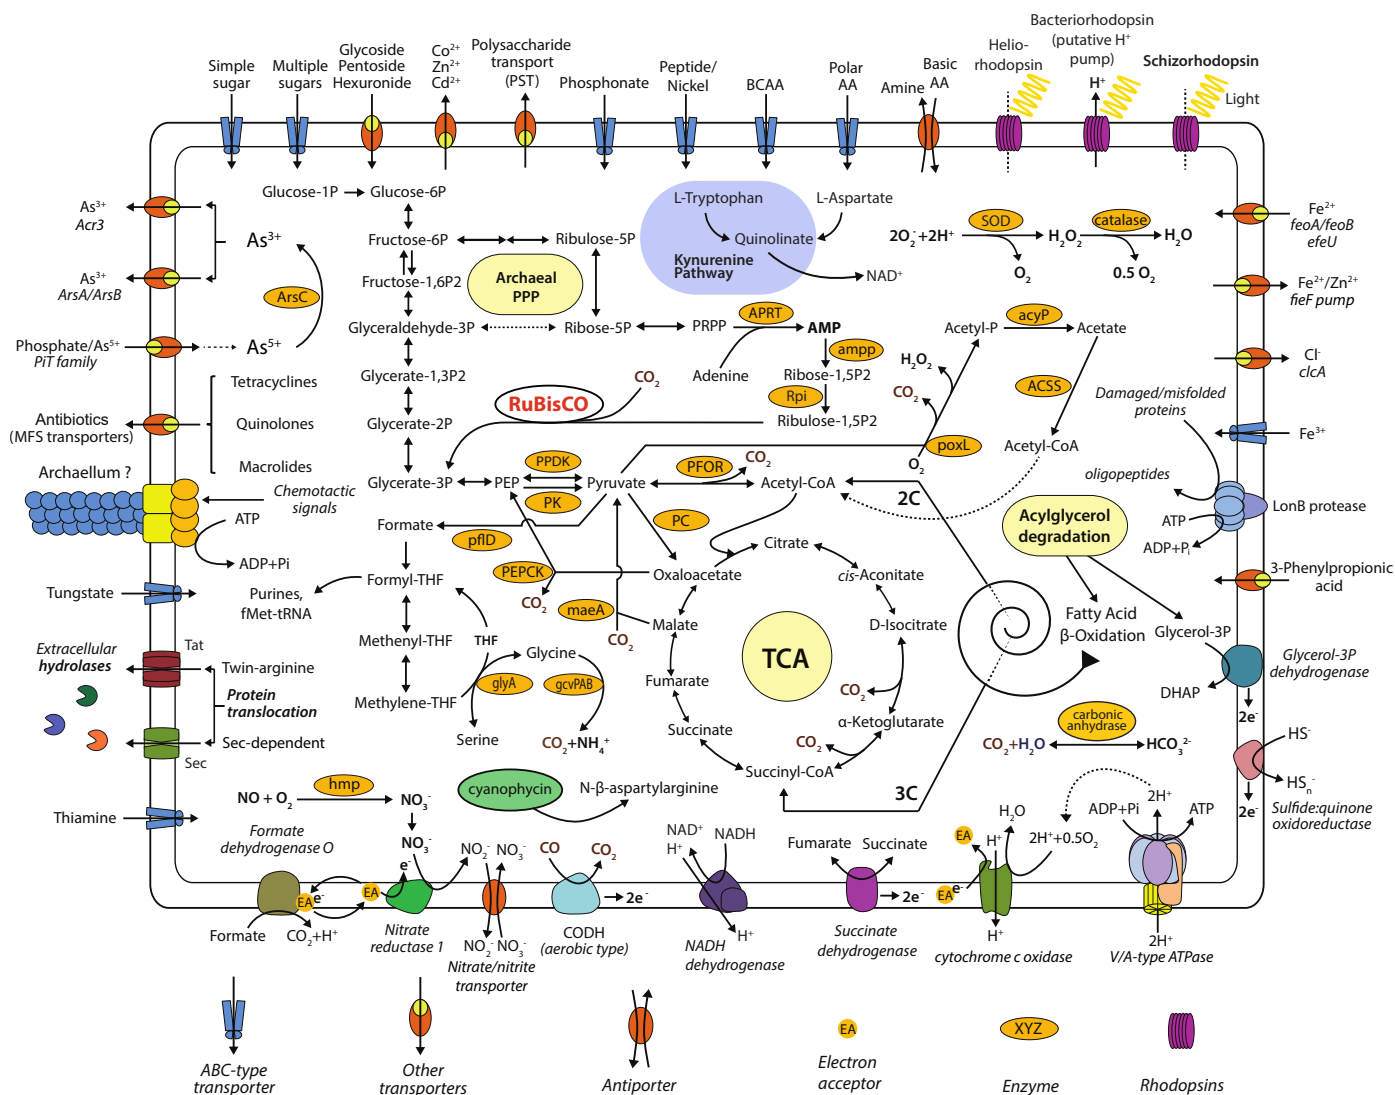 Simple
sugar
Multiple
sugars
Glycoside
Pentoside
Hexuronide
Co²⁺
Zn²⁺
Cd²⁺
Polysaccharide
transport
(PST)
Phosphonate
Peptide/
Nickel
BCAA
Polar
AA
Amine
Basic
AA
Helio-
rhodopsin
Bacteriorhodopsin
(putative H⁺
pump)
H⁺
Schizorhodopsin
Light
As³⁺
Acr3
As³⁺
ArsA/ArsB
As³⁺
ArsC
As⁵⁺
Phosphate/As⁵⁺
PiT family
Tetracyclines
Quinolones
Macrolides
Antibiotics
(MFS transporters)
Archaellum ?
Chemotactic
signals
ATP
ADP+Pi
Tungstate
Purines,
fMet-tRNA
Extracellular
hydrolases
Tat
Twin-arginine
Protein
translocation
Sec-dependent
Sec
Thiamine
Glucose-1P
Glucose-6P
Fructose-6P
Ribulose-5P
Fructose-1,6P2
Archaeal
PPP
Glyceraldehyde-3P
Ribose-5P
PRPP
APRT
AMP
Adenine
ampp
Ribose-1,5P2
Rpi
Ribulose-1,5P2
Glycerate-1,3P2
CO₂
RuBisCO
Glycerate-2P
Glycerate-3P
PEP
PPDK
PK
Pyruvate
PFOR
CO₂
Acetyl-CoA
L-Tryptophan
L-Aspartate
Quinolinate
Kynurenine
Pathway
NAD⁺
2O₂⁻+2H⁺
SOD
O₂
H₂O₂
catalase
0.5 O₂
H₂O
Acetyl-P
acyP
Acetate
H₂O₂
CO₂
ACSS
poxL
O₂
Acetyl-CoA
2C
Fe²⁺
feoA/feoB
efeU
Fe²⁺/Zn²⁺
fieF pump
Cl⁻
clcA
Damaged/misfolded
proteins
Fe³⁺
oligopeptides
LonB protease
ATP
ADP+Pᵢ
Acylglycerol
degradation
3-Phenylpropionic
acid
Fatty Acid
β-Oxidation
Glycerol-3P
Glycerol-3P
dehydrogenase
DHAP
2e⁻
Formate
pflD
PC
PEPCK
CO₂
maeA
CO₂
Formyl-THF
Methenyl-THF
THF
Methylene-THF
Glycine
glyA
gcvPAB
Serine
CO₂+NH₄⁺
Oxaloacetate
Citrate
cis-Aconitate
D-Isocitrate
CO₂
α-Ketoglutarate
CO₂
Succinyl-CoA
Succinate
Fumarate
Malate
TCA
3C
carbonic
anhydrase
CO₂+H₂O
HCO₃²⁻
HS⁻
HSₙ⁻
2e⁻
Sulfide:quinone
oxidoreductase
cyanophycin
N-β-aspartylarginine
NO + O₂
hmp
NO₃⁻
NO₃⁻
Formate
dehydrogenase O
EA
e⁻
EA
e⁻
Formate
CO₂+H⁺
Nitrate
reductase 1
NO₂⁻
NO₃⁻
NO₂⁻
NO₃⁻
Nitrate/nitrite
transporter
CO
CO₂
2e⁻
CODH
(aerobic type)
NAD⁺
H⁺
NADH
H⁺
NADH
dehydrogenase
Fumarate
Succinate
2e⁻
Succinate
dehydrogenase
EA
EA
e⁻
H⁺
H₂O
2H⁺+0.5O₂
H⁺
cytochrome c oxidase
ADP+Pi
2H⁺
ATP
2H⁺
V/A-type ATPase
ABC-type
transporter
Other
transporters
Antiporter
EA
Electron
acceptor
XYZ
Enzyme
Rhodopsins